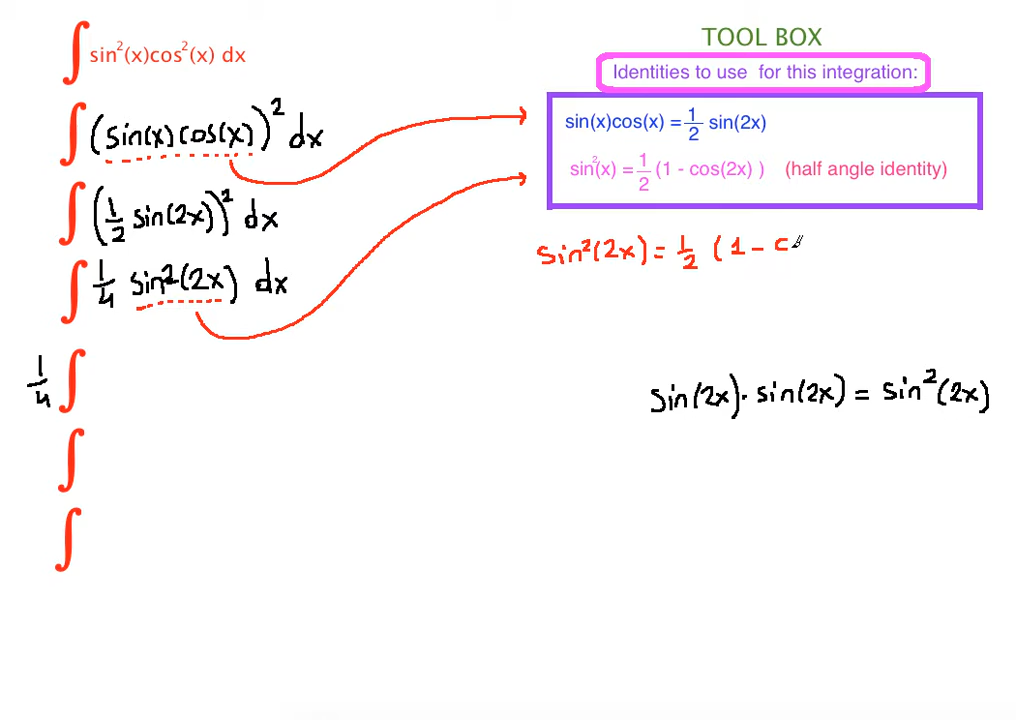 ∫ sin²(x)cos²(x) dx
∫ (sin(x) cos(x))² dx
∫ (1/2 sin(2x))² dx
∫ 1/4 sin²(2x) dx
1/4 ∫
∫
∫
TOOL BOX
Identities to use for this integration:
sin(x)cos(x) = 1/2 sin(2x)
sin²(x) = 1/2 (1 - cos(2x) ) (half angle identity)
sin²(2x) = 1/2 (1 - c
sin(2x) · sin(2x) = sin²(2x)